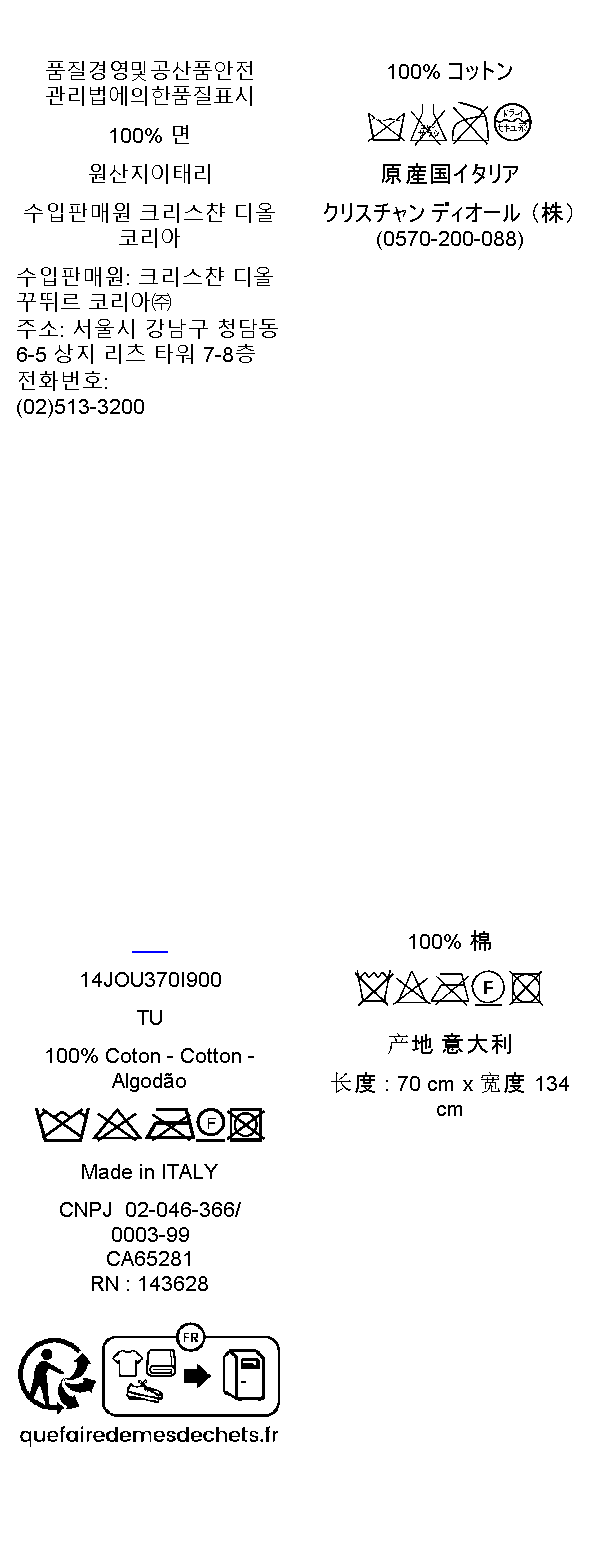 품질경영및공산품안전
관리법에의한품질표시
100% 면
원산지이태리
수입판매원 크리스챤 디올
코리아
수입판매원: 크리스챤 디올
꾸뛰르 코리아㈜
주소: 서울시 강남구 청담동
6-5 상지 리츠 타워 7-8층
전화번호:
(02)513-3200
100% コットン
ドライ
セキユ系
原産国イタリア
クリスチャン ディオール（株）
(0570-200-088)
14JOU370I900
TU
100% Coton - Cotton -
Algodão
F
Made in ITALY
CNPJ 02-046-366/
0003-99
CA65281
RN : 143628
FR
quefairedemesdechets.fr
100% 棉
F
产地 意大利
长度 : 70 cm x 宽度 134
cm